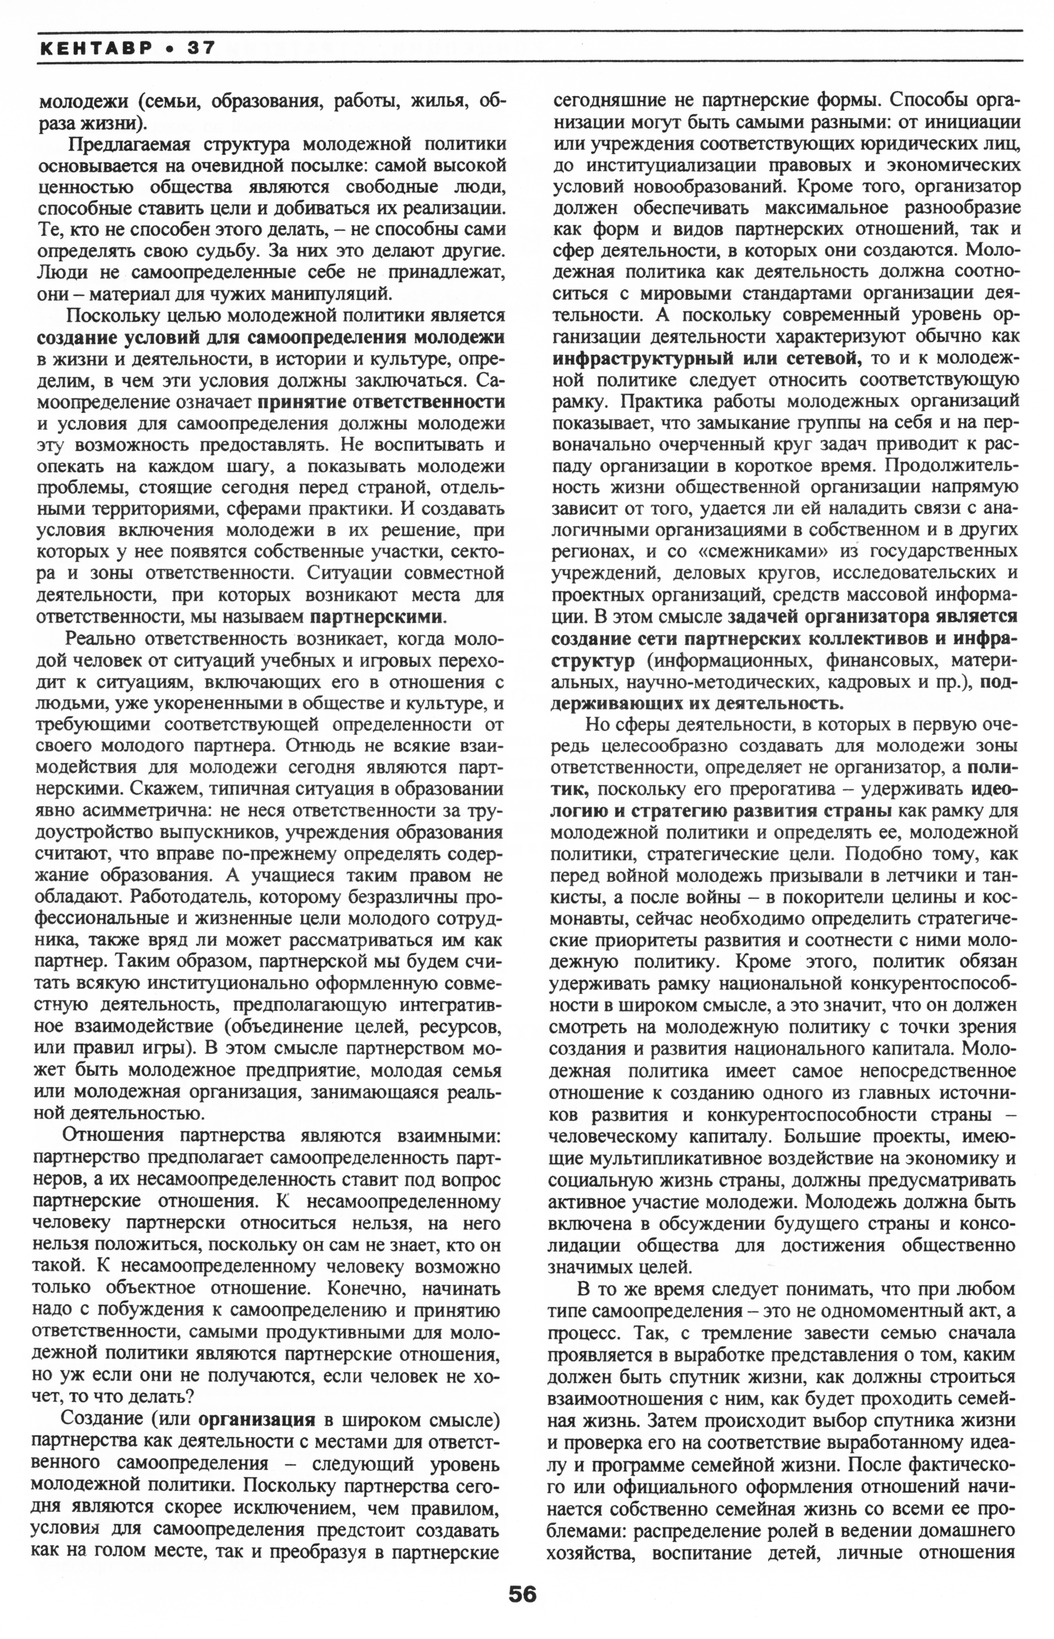 КЕНТАВР • 37
молодежи (семьи, образования, работы, жилья, об-
раза жизни).
Предлагаемая структура молодежной политики
основывается на очевидной посылке: самой высокой
ценностью общества являются свободные люди,
способные ставить цели и добиваться их реализации.
Те, кто не способен этого делать, – не способны сами
определять свою судьбу. За них это делают другие.
Люди не самоопределенные себе не принадлежат,
они – материал для чужих манипуляций.
Поскольку целью молодежной политики является
создание условий для самоопределения молодежи
в жизни и деятельности, в истории и культуре, опре-
делим, в чем эти условия должны заключаться. Са-
моопределение означает принятие ответственности
и условия для самоопределения должны молодежи
эту возможность предоставлять. Не воспитывать и
опекать на каждом шагу, а показывать молодежи
проблемы, стоящие сегодня перед страной, отдель-
ными территориями, сферами практики. И создавать
условия включения молодежи в их решение, при
которых у нее появятся собственные участки, секто-
ра и зоны ответственности. Ситуации совместной
деятельности, при которых возникают места для
ответственности, мы называем партнерскими.
Реально ответственность возникает, когда моло-
дой человек от ситуаций учебных и игровых перехо-
дит к ситуациям, включающих его в отношения с
людьми, уже укорененными в обществе и культуре, и
требующими соответствующей определенности от
своего молодого партнера. Отнюдь не всякие взаи-
модействия для молодежи сегодня являются парт-
нерскими. Скажем, типичная ситуация в образовании
явно асимметрична: не неся ответственности за тру-
доустройство выпускников, учреждения образования
считают, что вправе по-прежнему определять содер-
жание образования. А учащиеся таким правом не
обладают. Работодатель, которому безразличны про-
фессиональные и жизненные цели молодого сотруд-
ника, также вряд ли может рассматриваться им как
партнер. Таким образом, партнерской мы будем счи-
тать всякую институционально оформленную совме-
стную деятельность, предполагающую интегратив-
ное взаимодействие (объединение целей, ресурсов,
или правил игры). В этом смысле партнерством мо-
жет быть молодежное предприятие, молодая семья
или молодежная организация, занимающаяся реаль-
ной деятельностью.
Отношения партнерства являются взаимными:
партнерство предполагает самоопределенность парт-
неров, а их несамоопределенность ставит под вопрос
партнерские отношения. К несамоопределенному
человеку партнерски относиться нельзя, на него
нельзя положиться, поскольку он сам не знает, кто он
такой. К несамоопределенному человеку возможно
только объектное отношение. Конечно, начинать
надо с побуждения к самоопределению и принятию
ответственности, самыми продуктивными для моло-
дежной политики являются партнерские отношения,
но уж если они не получаются, если человек не хо-
чет, то что делать?
Создание (или организация в широком смысле)
партнерства как деятельности с местами для ответст-
венного самоопределения – следующий уровень
молодежной политики. Поскольку партнерства сего-
дня являются скорее исключением, чем правилом,
условия для самоопределения предстоит создавать
как на голом месте, так и преобразуя в партнерские
сегодняшние не партнерские формы. Способы орга-
низации могут быть самыми разными: от инициации
или учреждения соответствующих юридических лиц,
до институциализации правовых и экономических
условий новообразований. Кроме того, организатор
должен обеспечивать максимальное разнообразие
как форм и видов партнерских отношений, так и
сфер деятельности, в которых они создаются. Моло-
дежная политика как деятельность должна соотно-
ситься с мировыми стандартами организации дея-
тельности. А поскольку современный уровень ор-
ганизации деятельности характеризуют обычно как
инфраструктурный или сетевой, то и к молодеж-
ной политике следует относить соответствующую
рамку. Практика работы молодежных организаций
показывает, что замыкание группы на себя и на пер-
воначально очерченный круг задач приводит к рас-
паду организации в короткое время. Продолжитель-
ность жизни общественной организации напрямую
зависит от того, удается ли ей наладить связи с ана-
логичными организациями в собственном и в других
регионах, и со «смежниками» из государственных
учреждений, деловых кругов, исследовательских и
проектных организаций, средств массовой информа-
ции. В этом смысле задачей организатора является
создание сети партнерских коллективов и инфра-
структур (информационных, финансовых, матери-
альных, научно-методических, кадровых и пр.), под-
держивающих их деятельность.
Но сферы деятельности, в которых в первую оче-
редь целесообразно создавать для молодежи зоны
ответственности, определяет не организатор, а поли-
тик, поскольку его прерогатива – удерживать идео-
логию и стратегию развития страны как рамку для
молодежной политики и определять ее, молодежной
политики, стратегические цели. Подобно тому, как
перед войной молодежь призывали в летчики и тан-
кисты, а после войны – в покорители целины и кос-
монавты, сейчас необходимо определить стратегиче-
ские приоритеты развития и соотнести с ними моло-
дежную политику. Кроме этого, политик обязан
удерживать рамку национальной конкурентоспособ-
ности в широком смысле, а это значит, что он должен
смотреть на молодежную политику с точки зрения
создания и развития национального капитала. Моло-
дежная политика имеет самое непосредственное
отношение к созданию одного из главных источни-
ков развития и конкурентоспособности страны –
человеческому капиталу. Большие проекты, имею-
щие мультипликативное воздействие на экономику и
социальную жизнь страны, должны предусматривать
активное участие молодежи. Молодежь должна быть
включена в обсуждении будущего страны и консо-
лидации общества для достижения общественно
значимых целей.
В то же время следует понимать, что при любом
типе самоопределения – это не одномоментный акт, а
процесс. Так, с тремление завести семью сначала
проявляется в выработке представления о том, каким
должен быть спутник жизни, как должны строиться
взаимоотношения с ним, как будет проходить семей-
ная жизнь. Затем происходит выбор спутника жизни
и проверка его на соответствие выработанному идеа-
лу и программе семейной жизни. После фактическо-
го или официального оформления отношений начи-
нается собственно семейная жизнь со всеми ее про-
блемами: распределение ролей в ведении домашнего
хозяйства, воспитание детей, личные отношения
56